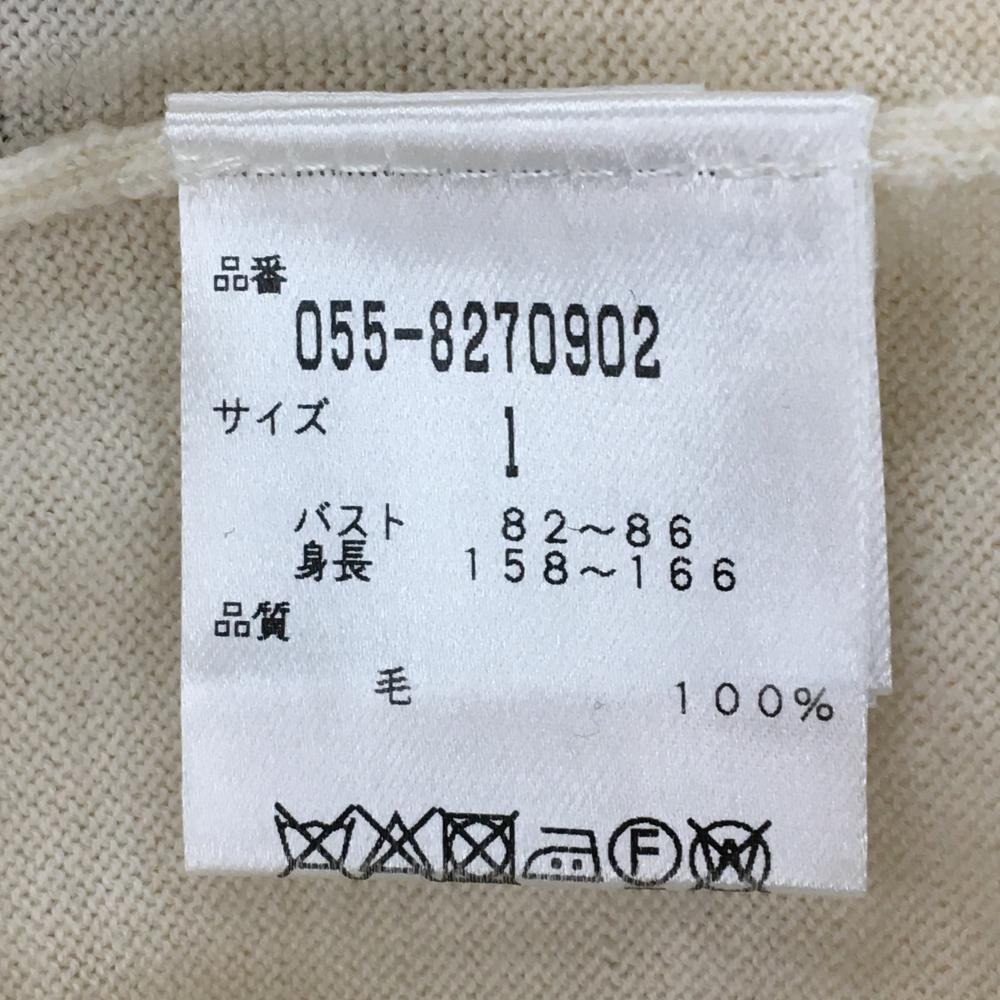 品番
055-8270902
サイズ 1
バスト 82～86
身長 158～166
品質
毛 100%
F W